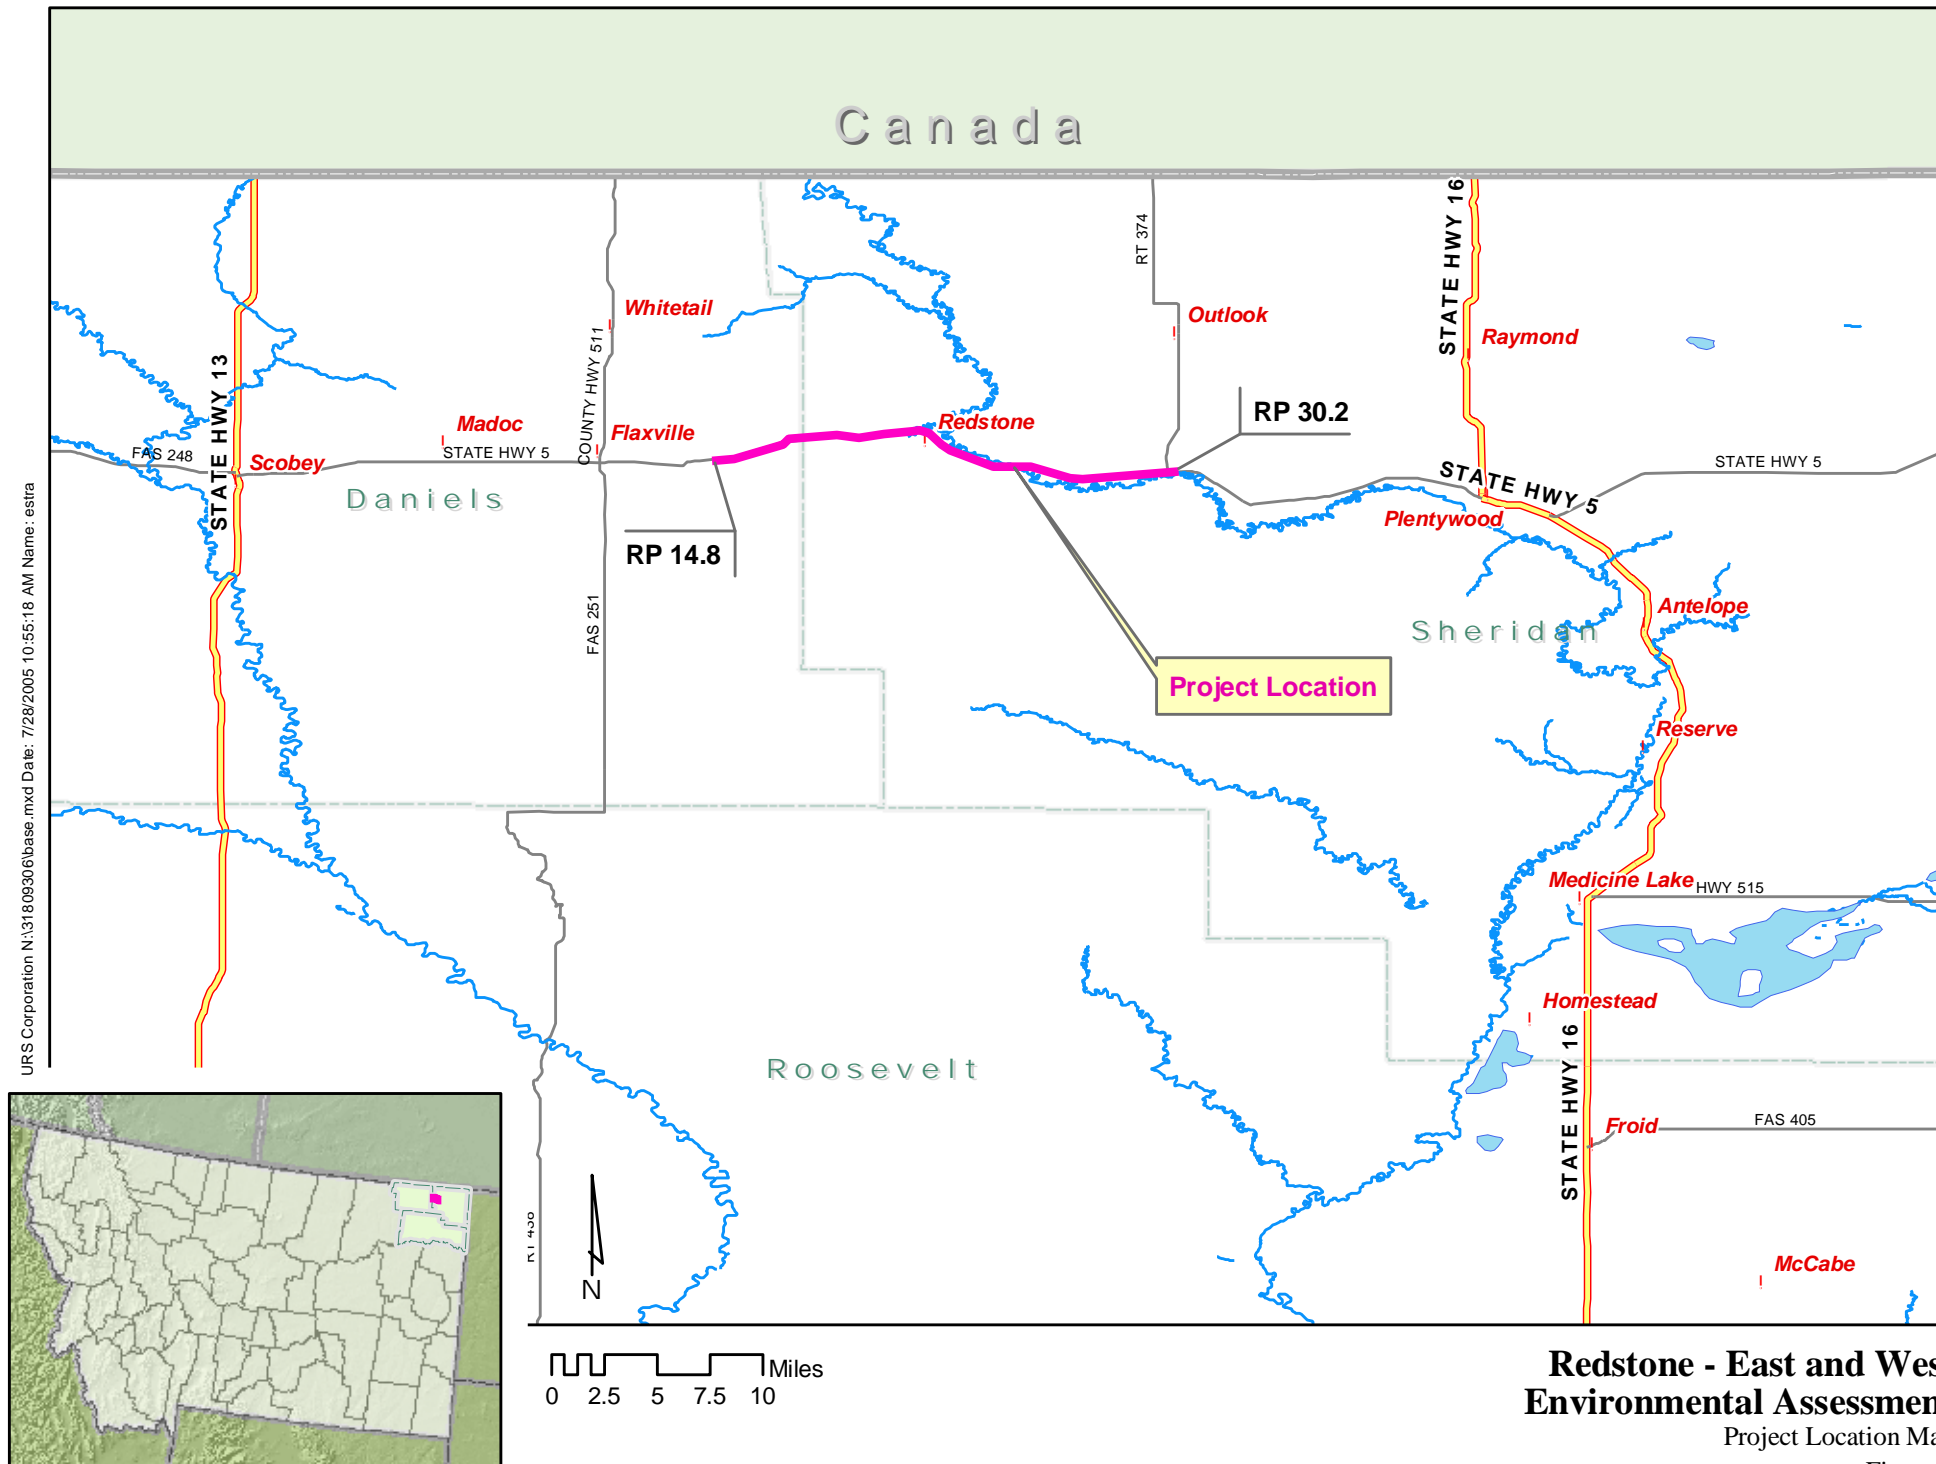 Canada
STATE HWY 16
RT 374
Whitetail
Outlook
Raymond
COUNTY HWY 511
STATE HWY 13
RP 30.2
Madoc
Flaxville
Redstone
STATE HWY 5
FAS 248
Scobey
STATE HWY 5
STATE HWY 5
Daniels
Plentywood
RP 14.8
FAS 251
Antelope
Sheridan
Project Location
Reserve
Medicine Lake
HWY 515
Homestead
STATE HWY 16
Roosevelt
Froid
FAS 405
McCabe
N
Miles
0 2.5 5 7.5 10
URS Corporation N:\31809306\base.mxd Date: 7/28/2005 10:55:18 AM Name: estra
Redstone - East and Wes
Environmental Assessmen
Project Location Ma